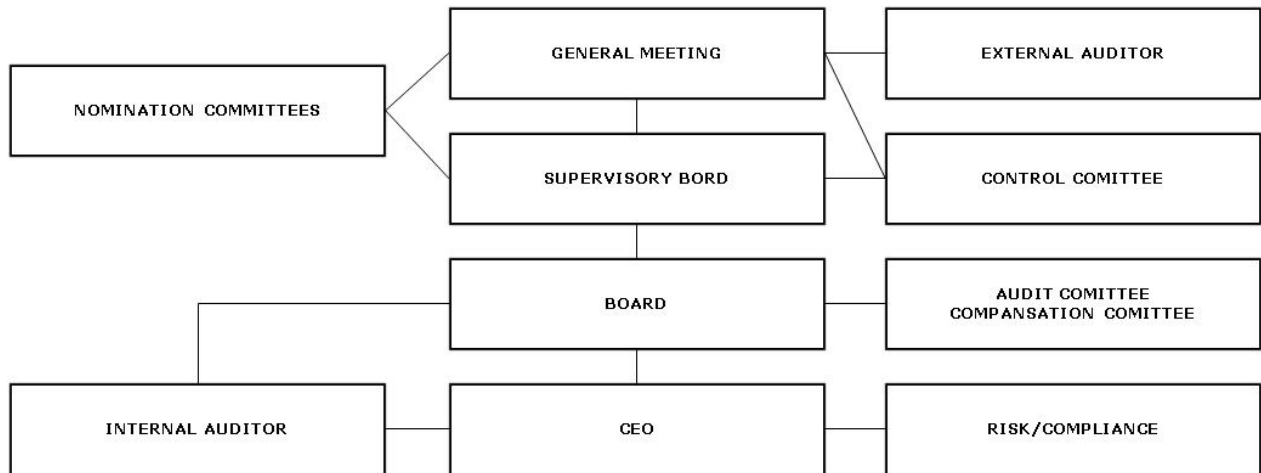 GENERAL MEETING
EXTERNAL AUDITOR
NOMINATION COMMITTEES
SUPERVISORY BORD
CONTROL COMITTEE
BOARD
AUDIT COMITTEE
COMPANSATION COMITTEE
INTERNAL AUDITOR
CEO
RISK/COMPLIANCE